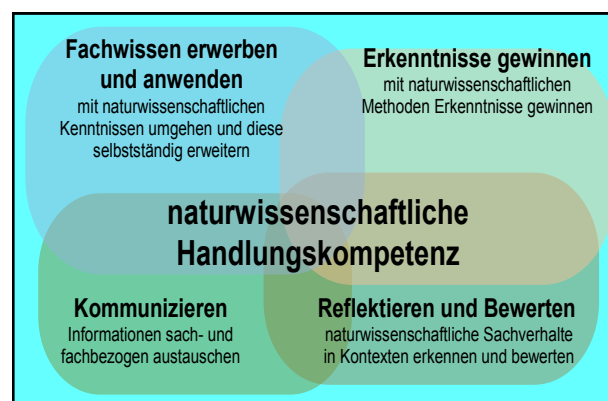 Fachwissen erwerben
und anwenden
mit naturwissenschaftlichen
Kenntnissen umgehen und diese
selbstständig erweitern
Erkenntnisse gewinnen
mit naturwissenschaftlichen
Methoden Erkenntnisse gewinnen
naturwissenschaftliche
Handlungskompetenz
Kommunizieren
Informationen sach- und
fachbezogen austauschen
Reflektieren und Bewerten
naturwissenschaftliche Sachverhalte
in Kontexten erkennen und bewerten